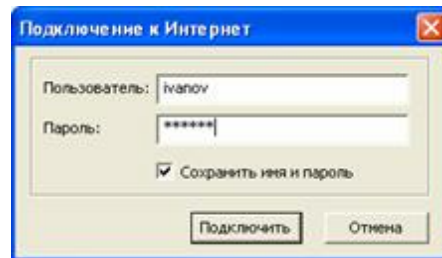 Подключение к Интернет
Пользователь: ivanov
Пароль: ******
Сохранить имя и пароль
Подключить Отмена